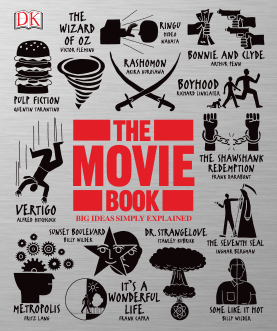 DK
THE
WIZARD
OF OZ
VICTOR FLEMING
RINGU
HIDEO
NAKATA
BONNIE AND CLYDE
ARTHUR PENN
RASHOMON
AKIRA KUROSAWA
BOYHOOD
RICHARD LINKLATER
PULP FICTION
QUENTIN TARANTINO
THE
MOVIE
BOOK
BIG IDEAS SIMPLY EXPLAINED
THE SHAWSHANK
REDEMPTION
FRANK DARABONT
VERTIGO
ALFRED HITCHCOCK
SUNSET BOULEVARD
BILLY WILDER
DR. STRANGELOVE
STANLEY KUBRICK
THE SEVENTH SEAL
INGMAR BERGMAN
METROPOLIS
FRITZ LANG
IT'S A
WONDERFUL
LIFE
FRANK CAPRA
SOME LIKE IT HOT
BILLY WILDER